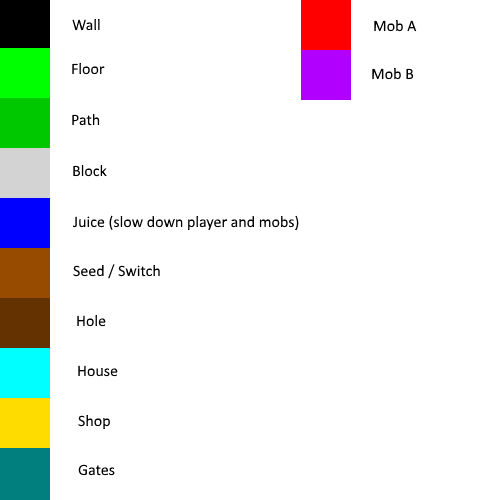 Wall
Floor
Path
Block
Juice (slow down player and mobs)
Seed / Switch
Hole
House
Shop
Gates
Mob A
Mob B